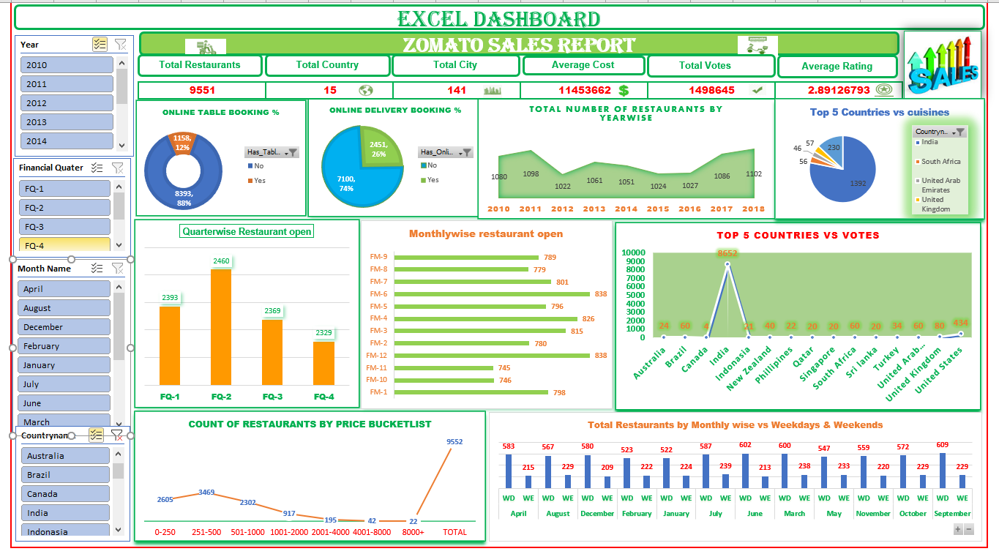 EXCEL DASHBOARD
ZOMATO SALES REPORT
Year
2010
2011
2012
2013
2014
Total Restaurants
Total Country
Total City
Average Cost
Total Votes
Average Rating
9551
15
141
11453662
1498645
2.89126793
SALES
ONLINE TABLE BOOKING %
1158, 12%
8393, 88%
Has_Tabl..
No
Yes
ONLINE DELIVERY BOOKING %
2451, 26%
7100, 74%
Has_Onli...
No
Yes
TOTAL NUMBER OF RESTAURANTS BY
YEARWISE
1080 1098 1022 1061 1051 1024 1027 1086 1102
2010 2011 2012 2013 2014 2015 2016 2017 2018
Top 5 Countries vs cuisines
57
46
56
230
1392
Countryn..
India
South Africa
United Arab
Emirates
United
Kingdom
Financial Quater
FQ-1
FQ-2
FQ-3
FQ-4
Quarterwise Restaurant open
2393
2460
2369
2329
FQ-1 FQ-2 FQ-3 FQ-4
Monthlywise restaurant open
FM-9 789
FM-8 779
FM-7 801
FM-6 838
FM-5 796
FM-4 826
FM-3 815
FM-2 780
FM-12 838
FM-11 745
FM-10 746
FM-1 798
TOP 5 COUNTRIES VS VOTES
10000
9000
8000
7000
6000
5000
4000
3000
2000
1000
0
24 60 4 8652 21 40 22 20 20 60 20 34 60 80 434
Australia
Brazil
Canada
India
Indonasia
New Zealand
Phillipines
Qatar
Singapore
South Africa
Sri lanka
Turkey
United Arab...
United Kingdom
United States
Month Name
April
August
December
February
January
July
June
March
Countryname
Australia
Brazil
Canada
India
Indonasia
COUNT OF RESTAURANTS BY PRICE BUCKETLIST
2605 3469 2302 917 195 42 22 9552
0-250 251-500 501-1000 1001-2000 2001-4000 4001-8000 8000+ TOTAL
Total Restaurants by Monthly wise vs Weekdays & Weekends
583 215 567 229 580 209 523 222 522 224 587 239 602 213 600 238 547 233 559 220 572 229 609 229
WD WE WD WE WD WE WD WE WD WE WD WE WD WE WD WE WD WE WD WE WD WE WD WE
April August December February January July June March May November October September